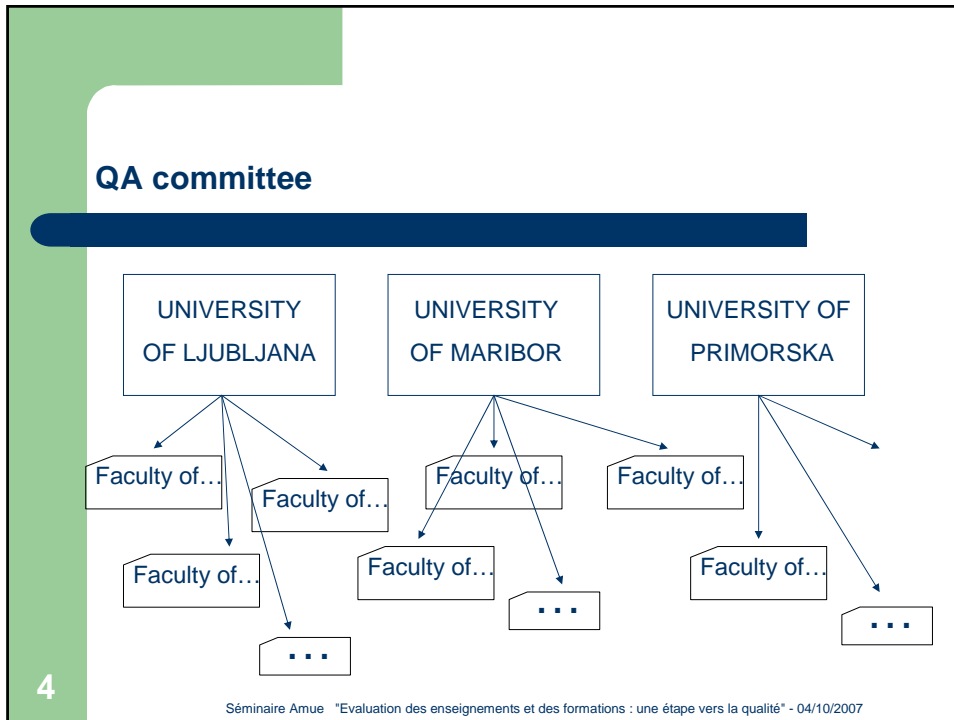 QA committee
UNIVERSITY
OF LJUBLJANA
UNIVERSITY
OF MARIBOR
UNIVERSITY OF
PRIMORSKA
Faculty of…
Faculty of…
Faculty of…
…
Faculty of…
Faculty of…
Faculty of…
…
Faculty of…
…
4
Séminaire Amue "Evaluation des enseignements et des formations : une étape vers la qualité" - 04/10/2007